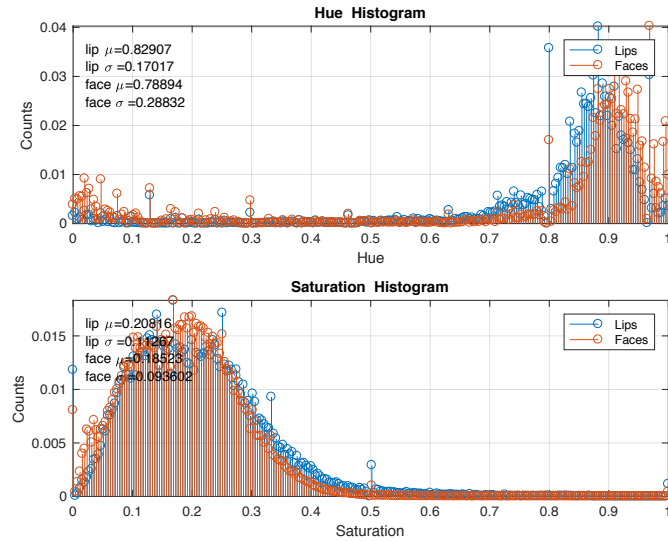 Hue Histogram
lip μ=0.82907
lip σ =0.17017
face μ=0.78894
face σ =0.28832
Lips
Faces
Counts
0.04
0.03
0.02
0.01
0
0 0.1 0.2 0.3 0.4 0.5 0.6 0.7 0.8 0.9 1
Hue
Saturation Histogram
lip μ=0.20816
lip σ =0.11267
face μ=0.18523
face σ =0.093602
Lips
Faces
Counts
0.015
0.01
0.005
0
0 0.1 0.2 0.3 0.4 0.5 0.6 0.7 0.8 0.9 1
Saturation